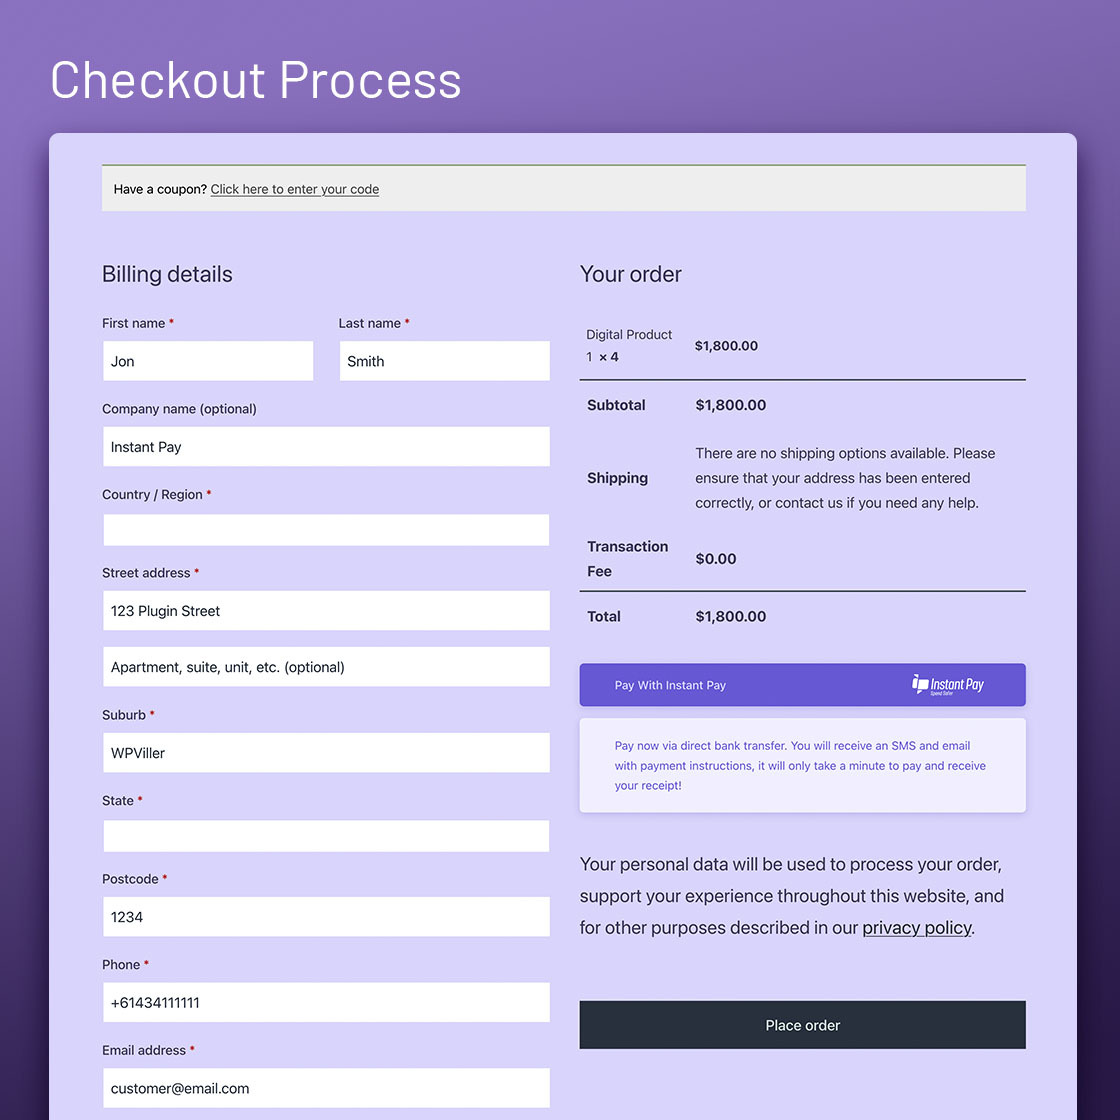 Checkout Process
Have a coupon? Click here to enter your code
Billing details
First name *
Last name *
Jon
Smith
Company name (optional)
Instant Pay
Country / Region *
Street address *
123 Plugin Street
Apartment, suite, unit, etc. (optional)
Suburb *
WPViller
State *
Postcode *
1234
Phone *
+61434111111
Email address *
customer@email.com
Your order
Digital Product
1 × 4
$1,800.00
Subtotal
$1,800.00
Shipping
There are no shipping options available. Please
ensure that your address has been entered
correctly, or contact us if you need any help.
Transaction
Fee
$0.00
Total
$1,800.00
Pay With Instant Pay
Instant Pay
Spend Safer
Pay now via direct bank transfer. You will receive an SMS and email
with payment instructions, it will only take a minute to pay and receive
your receipt!
Your personal data will be used to process your order,
support your experience throughout this website, and
for other purposes described in our privacy policy.
Place order